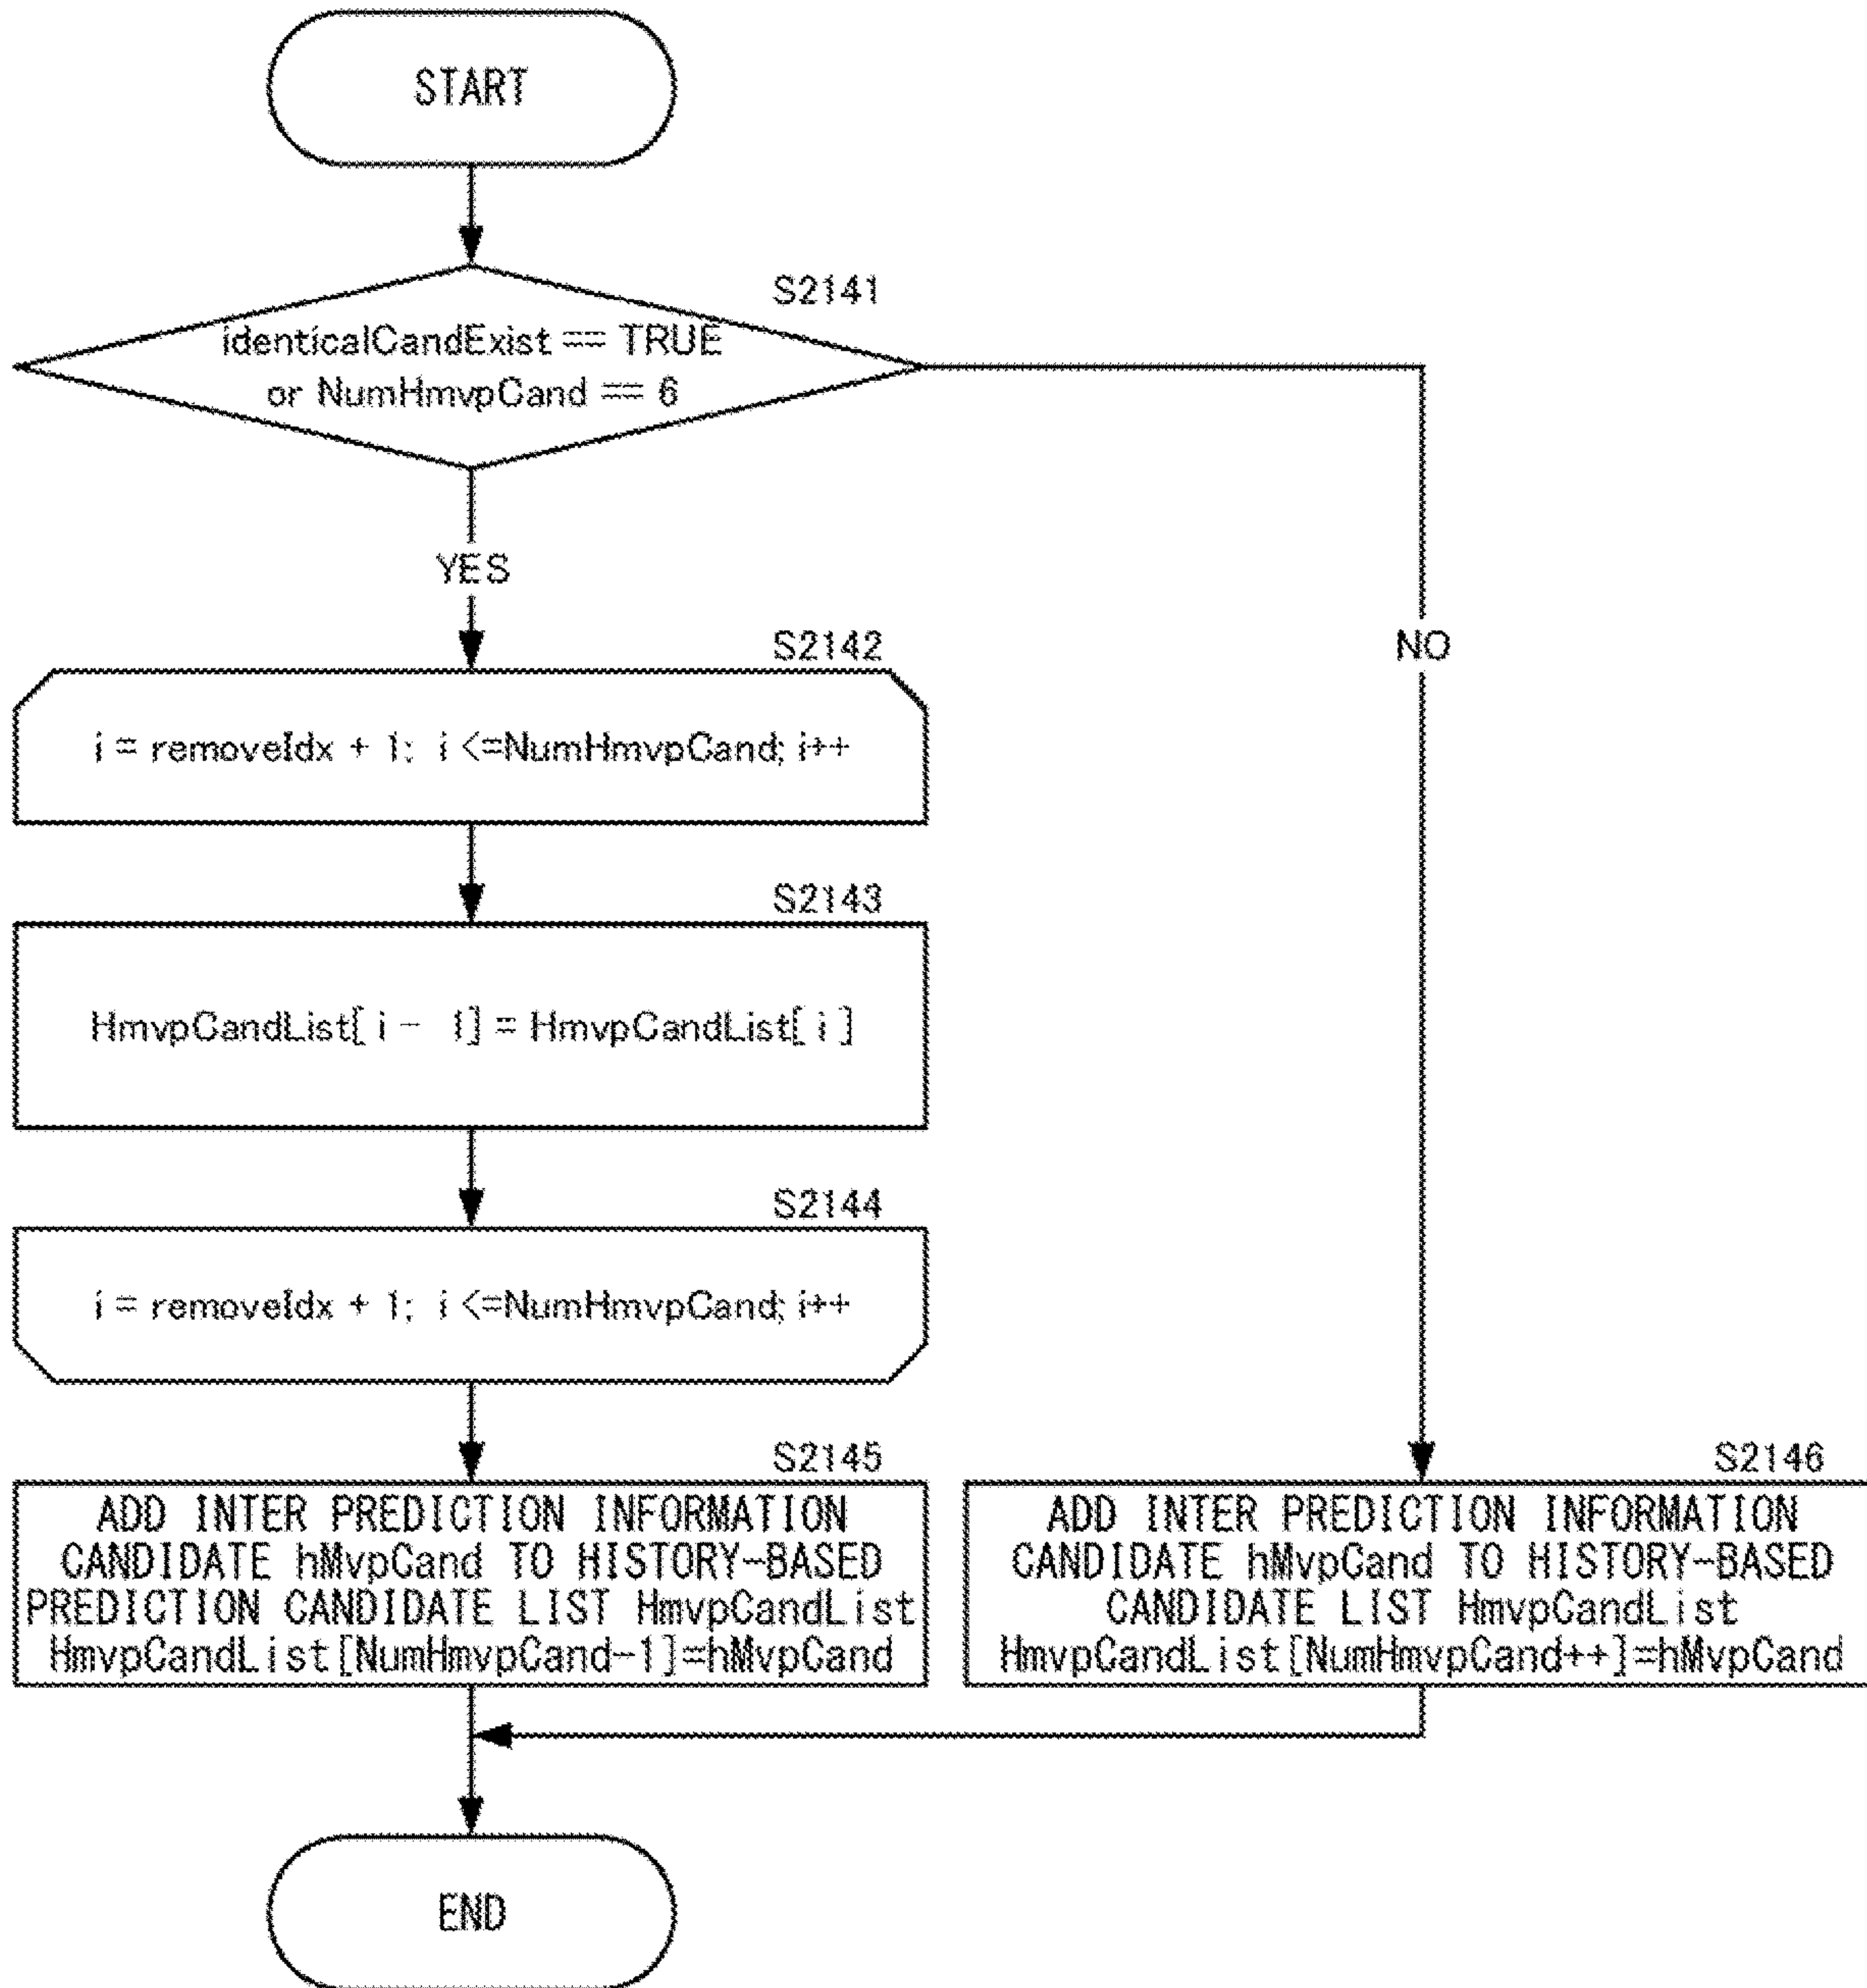 START
S2141
identicalCandExist == TRUE
or NumHmvpCand == 6
YES
NO
S2142
i = removeIdx + 1; i <=NumHmvpCand; i++
S2143
HmvpCandList[ i - 1] = HmvpCandList[ i ]
S2144
i = removeIdx + 1; i <=NumHmvpCand; i++
S2145
ADD INTER PREDICTION INFORMATION
CANDIDATE hMvpCand TO HISTORY-BASED
PREDICTION CANDIDATE LIST HmvpCandList
HmvpCandList[NumHmvpCand-1]=hMvpCand
S2146
ADD INTER PREDICTION INFORMATION
CANDIDATE hMvpCand TO HISTORY-BASED
CANDIDATE LIST HmvpCandList
HmvpCandList[NumHmvpCand++]=hMvpCand
END